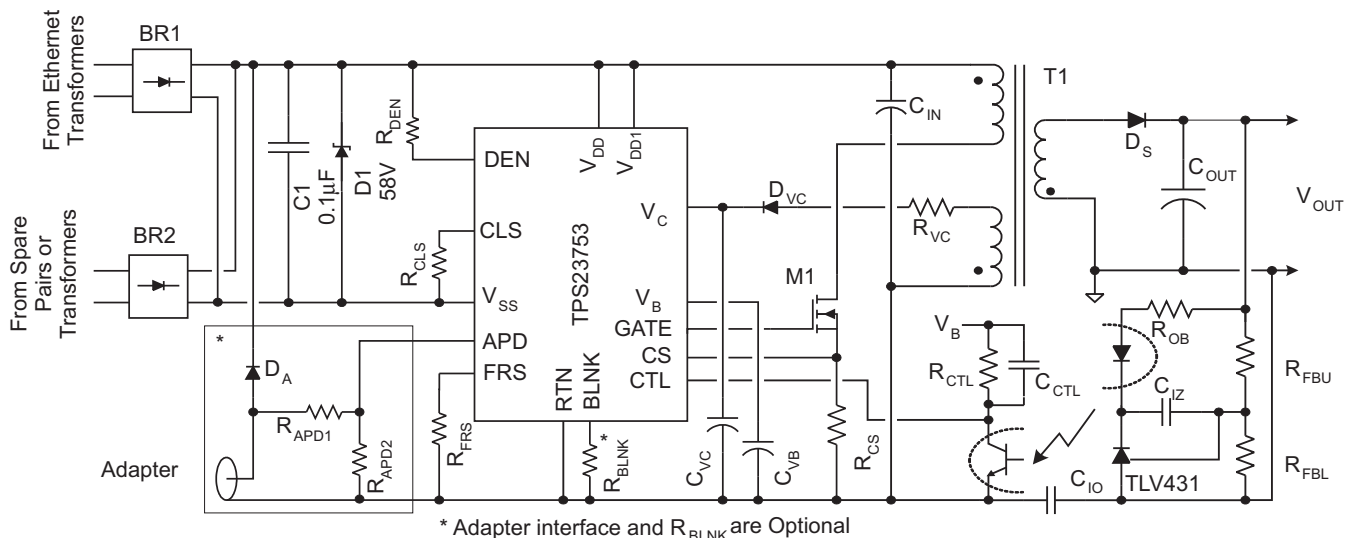 From Ethernet
Transformers
BR1
From Spare
Pairs or
Transformers
BR2
C1
0.1μF
D1
58V
R_DEN
DEN
V_DD
V_DD1
CLS
R_CLS
V_SS
TPS23753
V_C
V_B
GATE
CS
CTL
APD
FRS
RTN
BLNK
*
D_A
R_APD1
R_APD2
Adapter
R_FRS
*
R_BLNK
C_VC
C_VB
D_VC
R_VC
M1
R_CS
C_IN
T1
D_S
C_OUT
V_OUT
V_B
R_CTL
C_CTL
R_OB
C_IZ
R_FBU
R_FBL
TLV431
C_IO
* Adapter interface and R_BLNK are Optional